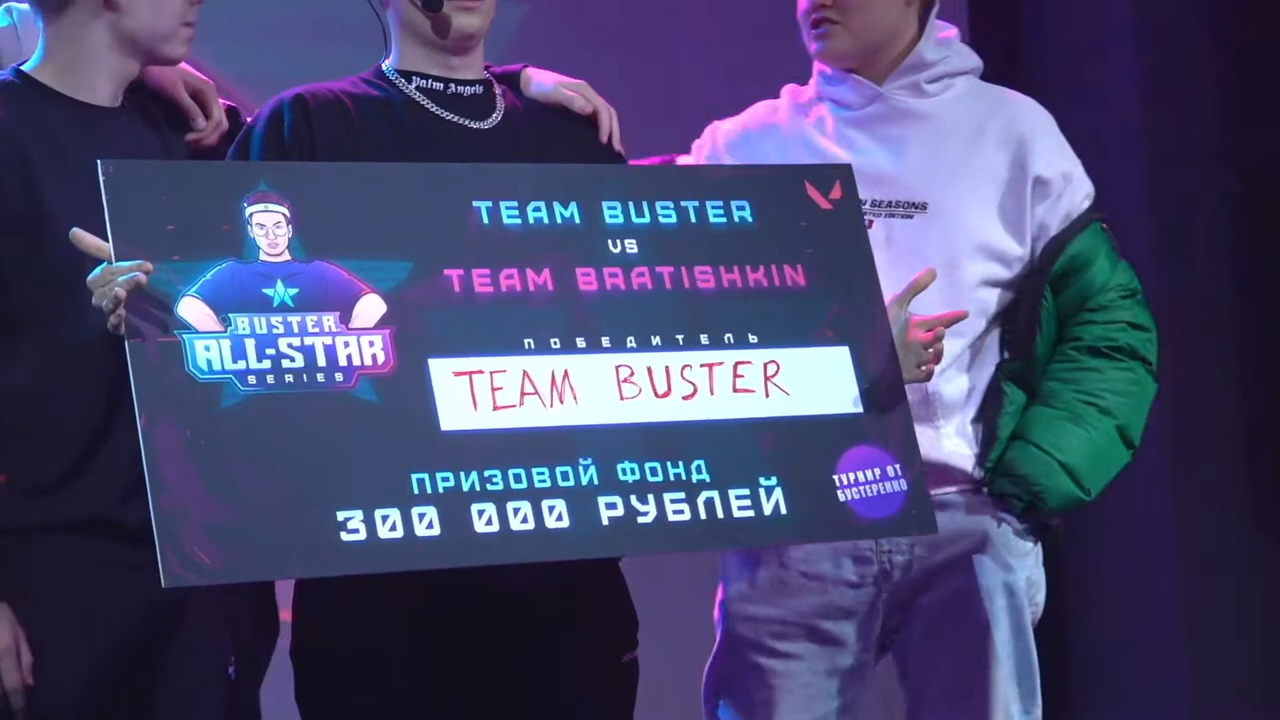 Palm Angels
TEAM BUSTER
VS
TEAM BRATISHKIN
BUSTER
ALL-STAR
SERIES
ПОБЕДИТЕЛЬ
TEAM BUSTER
ПРИЗОВОЙ ФОНД
300 000 РУБЛЕЙ
ТУРНИР ОТ
БУСТЕРЕНКО
SEASONS
EDITION